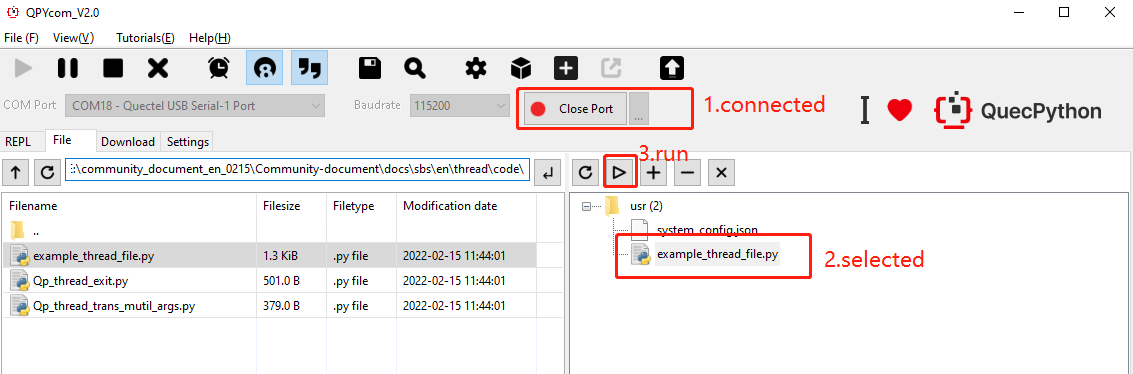 QPYcom_V2.0
File (F) View(V) Tutorials(E) Help(H)
COM Port COM18 - Quectel USB Serial-1 Port Baudrate 115200 Close Port ... 1.connected I QuecPython
REPL File Download Settings
3.run
:\community_document_en_0215\Community-document\docs\sbs\en\thread\code\
Filename Filesize Filetype Modification date
..
example_thread_file.py 1.3 KiB .py file 2022-02-15 11:44:01
Qp_thread_exit.py 501.0 B .py file 2022-02-15 11:44:01
Qp_thread_trans_mutil_args.py 379.0 B .py file 2022-02-15 11:44:01
usr (2)
system_config.json
example_thread_file.py
2.selected